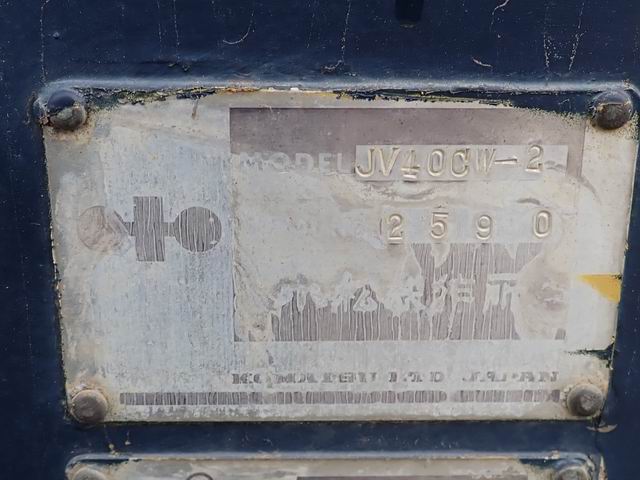 MODEL JV40CW-2
2590
KOMATSU LTD JAPAN